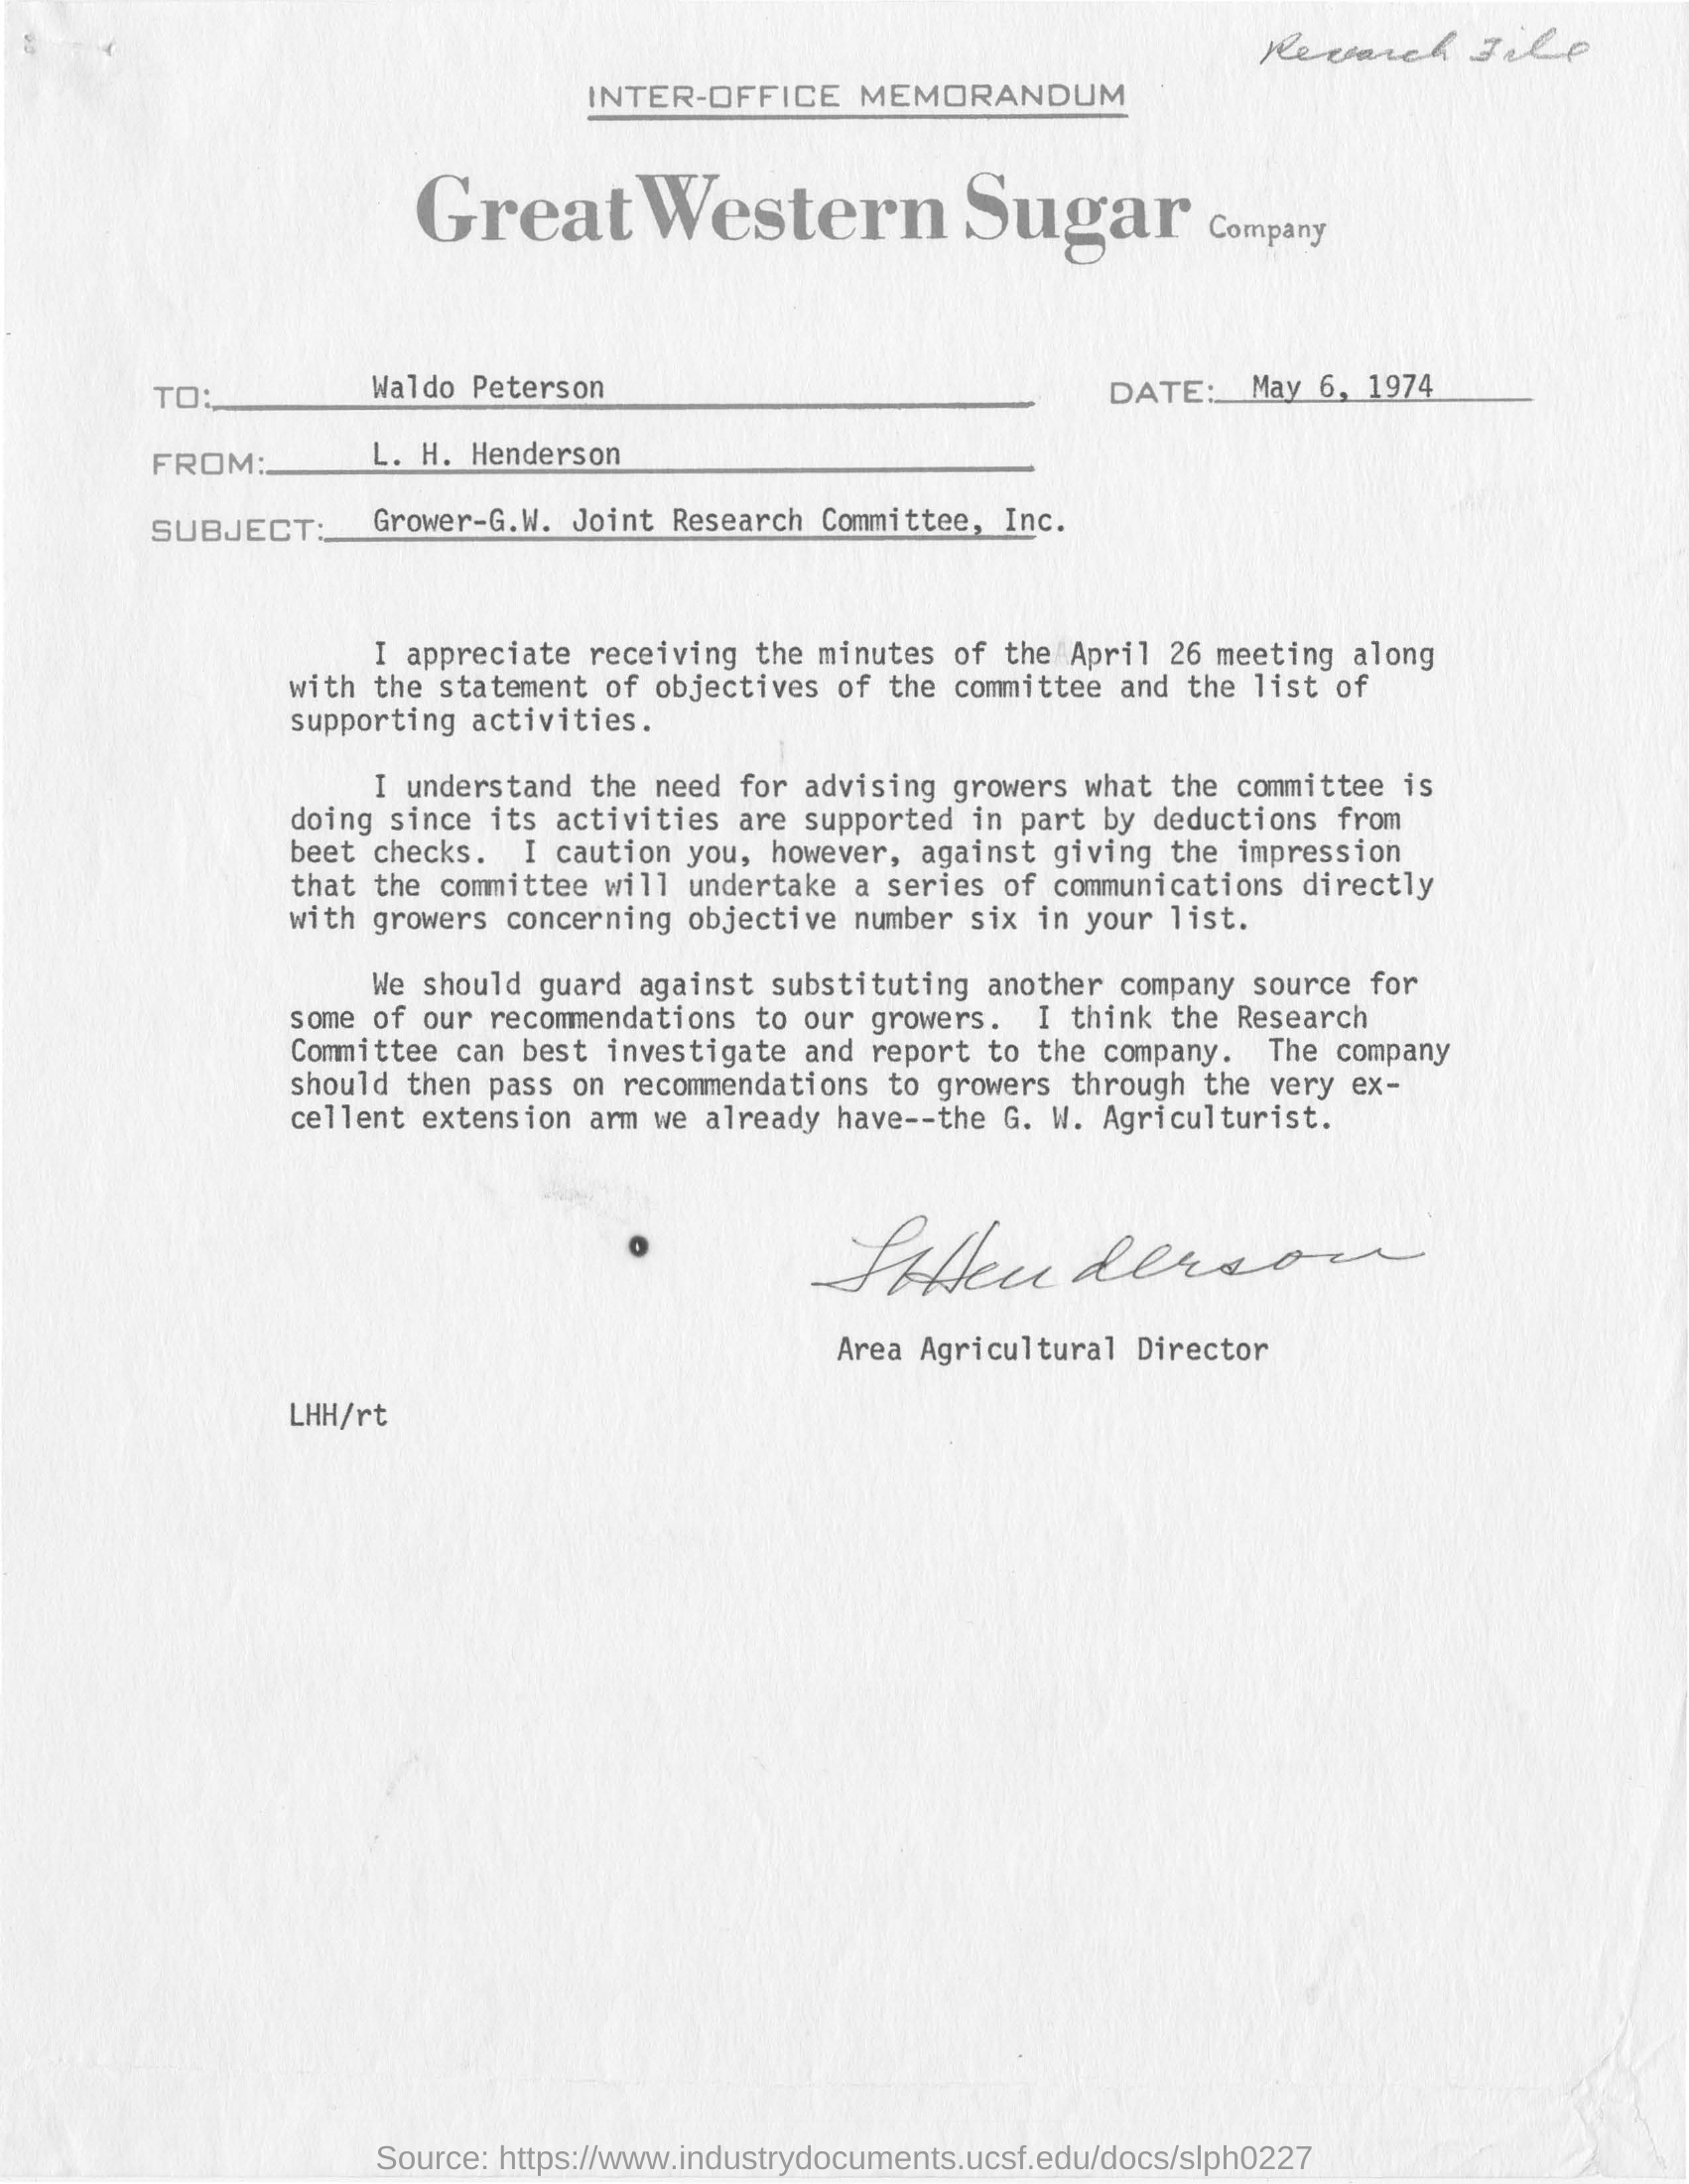 Research File
INTER-OFFICE MEMORANDUM
Great Western Sugar Company
TO: Waldo Peterson DATE: May 6, 1974
FROM: L. H. Henderson
SUBJECT: Grower-G.W. Joint Research Committee, Inc.
I appreciate receiving the minutes of the April 26 meeting along
with the statement of objectives of the committee and the list of
supporting activities.
I understand the need for advising growers what the committee is
doing since its activities are supported in part by deductions from
beet checks. I caution you, however, against giving the impression
that the committee will undertake a series of communications directly
with growers concerning objective number six in your list.
We should guard against substituting another company source for
some of our recommendations to our growers. I think the Research
Committee can best investigate and report to the company. The company
should then pass on recommendations to growers through the very ex-
cellent extension arm we already have--the G. W. Agriculturist.
LHHenderson
Area Agricultural Director
LHH/rt
Source: https://www.industrydocuments.ucsf.edu/docs/slph0227